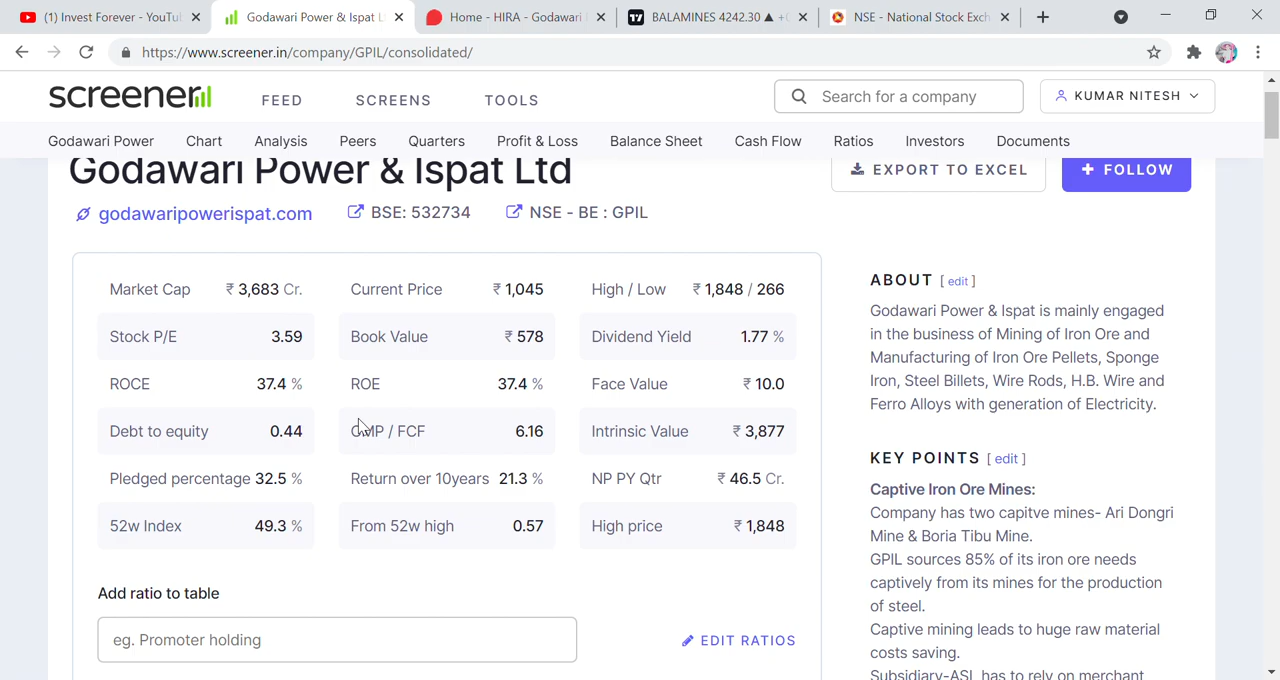 (1) Invest Forever - YouTu
Godawari Power & Ispat L
Home - HIRA - Godawari
BALAMINES 4242.30 ▲ +
NSE - National Stock Exch
https://www.screener.in/company/GPIL/consolidated/
screener
FEED
SCREENS
TOOLS
Search for a company
KUMAR NITESH
Godawari Power
Chart
Analysis
Peers
Quarters
Profit & Loss
Balance Sheet
Cash Flow
Ratios
Investors
Documents
Godawari Power & Ispat Ltd
EXPORT TO EXCEL
+ FOLLOW
godawaripowerispat.com
BSE: 532734
NSE - BE : GPIL
Market Cap ₹ 3,683 Cr.
Current Price ₹ 1,045
High / Low ₹ 1,848 / 266
Stock P/E 3.59
Book Value ₹ 578
Dividend Yield 1.77 %
ROCE 37.4 %
ROE 37.4 %
Face Value ₹ 10.0
Debt to equity 0.44
CMP / FCF 6.16
Intrinsic Value ₹ 3,877
Pledged percentage 32.5 %
Return over 10years 21.3 %
NP PY Qtr ₹ 46.5 Cr.
52w Index 49.3 %
From 52w high 0.57
High price ₹ 1,848
Add ratio to table
eg. Promoter holding
EDIT RATIOS
ABOUT [ edit ]
Godawari Power & Ispat is mainly engaged
in the business of Mining of Iron Ore and
Manufacturing of Iron Ore Pellets, Sponge
Iron, Steel Billets, Wire Rods, H.B. Wire and
Ferro Alloys with generation of Electricity.
KEY POINTS [ edit ]
Captive Iron Ore Mines:
Company has two capitve mines- Ari Dongri
Mine & Boria Tibu Mine.
GPIL sources 85% of its iron ore needs
captively from its mines for the production
of steel.
Captive mining leads to huge raw material
costs saving.
Subsidiary-ASL has to rely on merchant